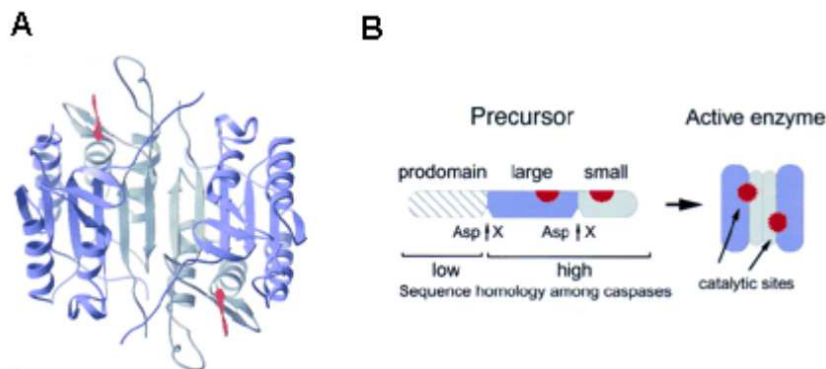 A
B
Precursor
Active enzyme
prodomain large small
Asp X Asp X
low high
Sequence homology among caspases
catalytic sites